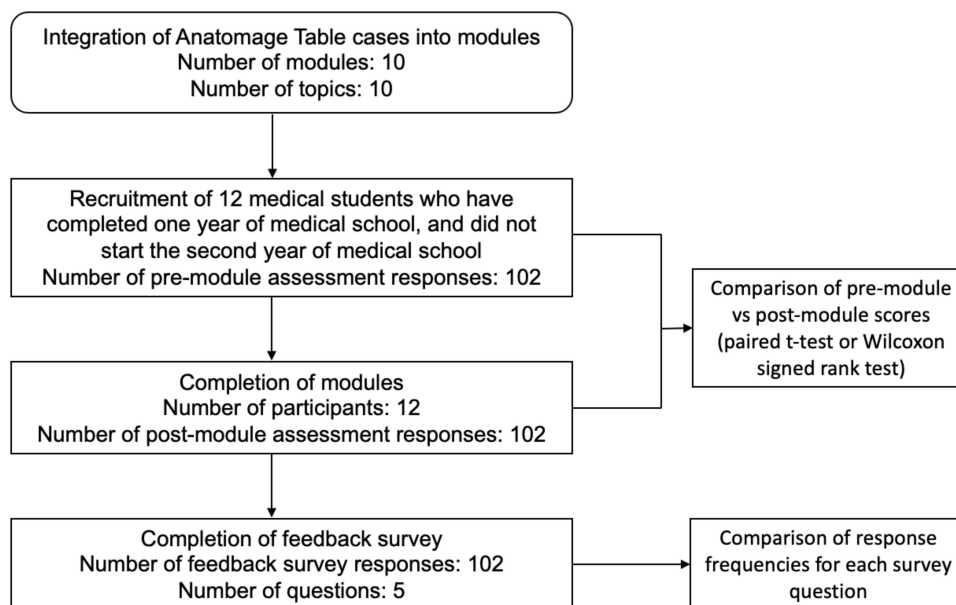 Integration of Anatomage Table cases into modules
Number of modules: 10
Number of topics: 10
Recruitment of 12 medical students who have
completed one year of medical school, and did not
start the second year of medical school
Number of pre-module assessment responses: 102
Comparison of pre-module
vs post-module scores
(paired t-test or Wilcoxon
signed rank test)
Completion of modules
Number of participants: 12
Number of post-module assessment responses: 102
Completion of feedback survey
Number of feedback survey responses: 102
Number of questions: 5
Comparison of response
frequencies for each survey
question